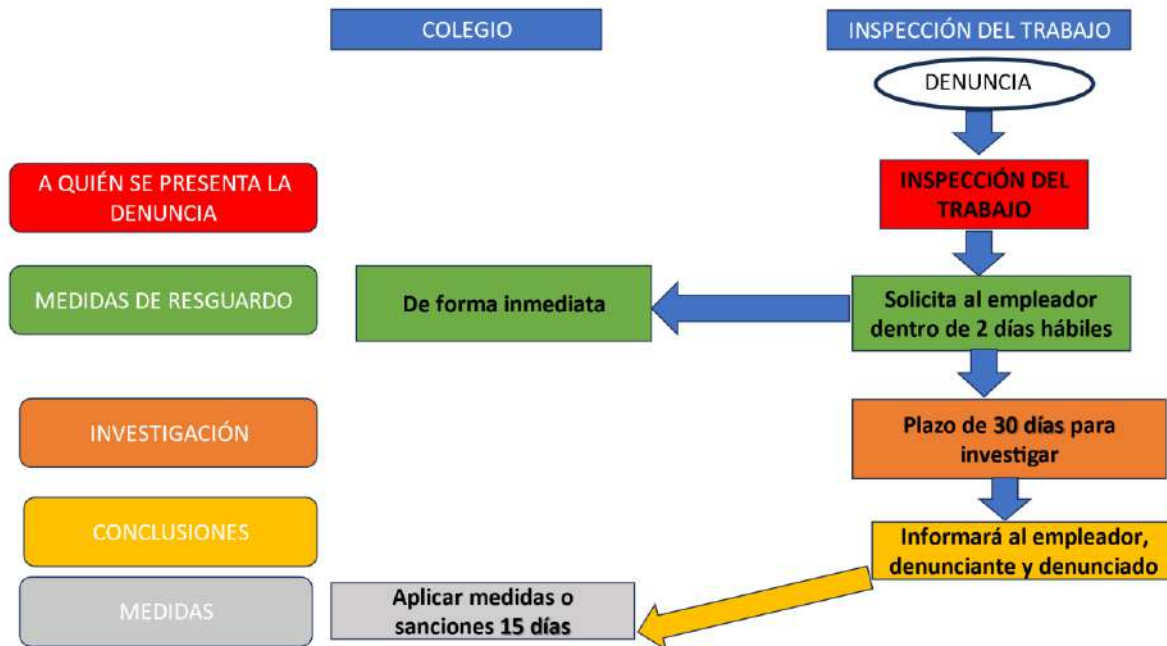 COLEGIO
INSPECCIÓN DEL TRABAJO
DENUNCIA
A QUIÉN SE PRESENTA LA
DENUNCIA
INSPECCIÓN DEL
TRABAJO
MEDIDAS DE RESGUARDO
De forma inmediata
Solicita al empleador
dentro de 2 días hábiles
INVESTIGACIÓN
Plazo de 30 días para
investigar
CONCLUSIONES
Informará al empleador,
denunciante y denunciado
MEDIDAS
Aplicar medidas o
sanciones 15 días